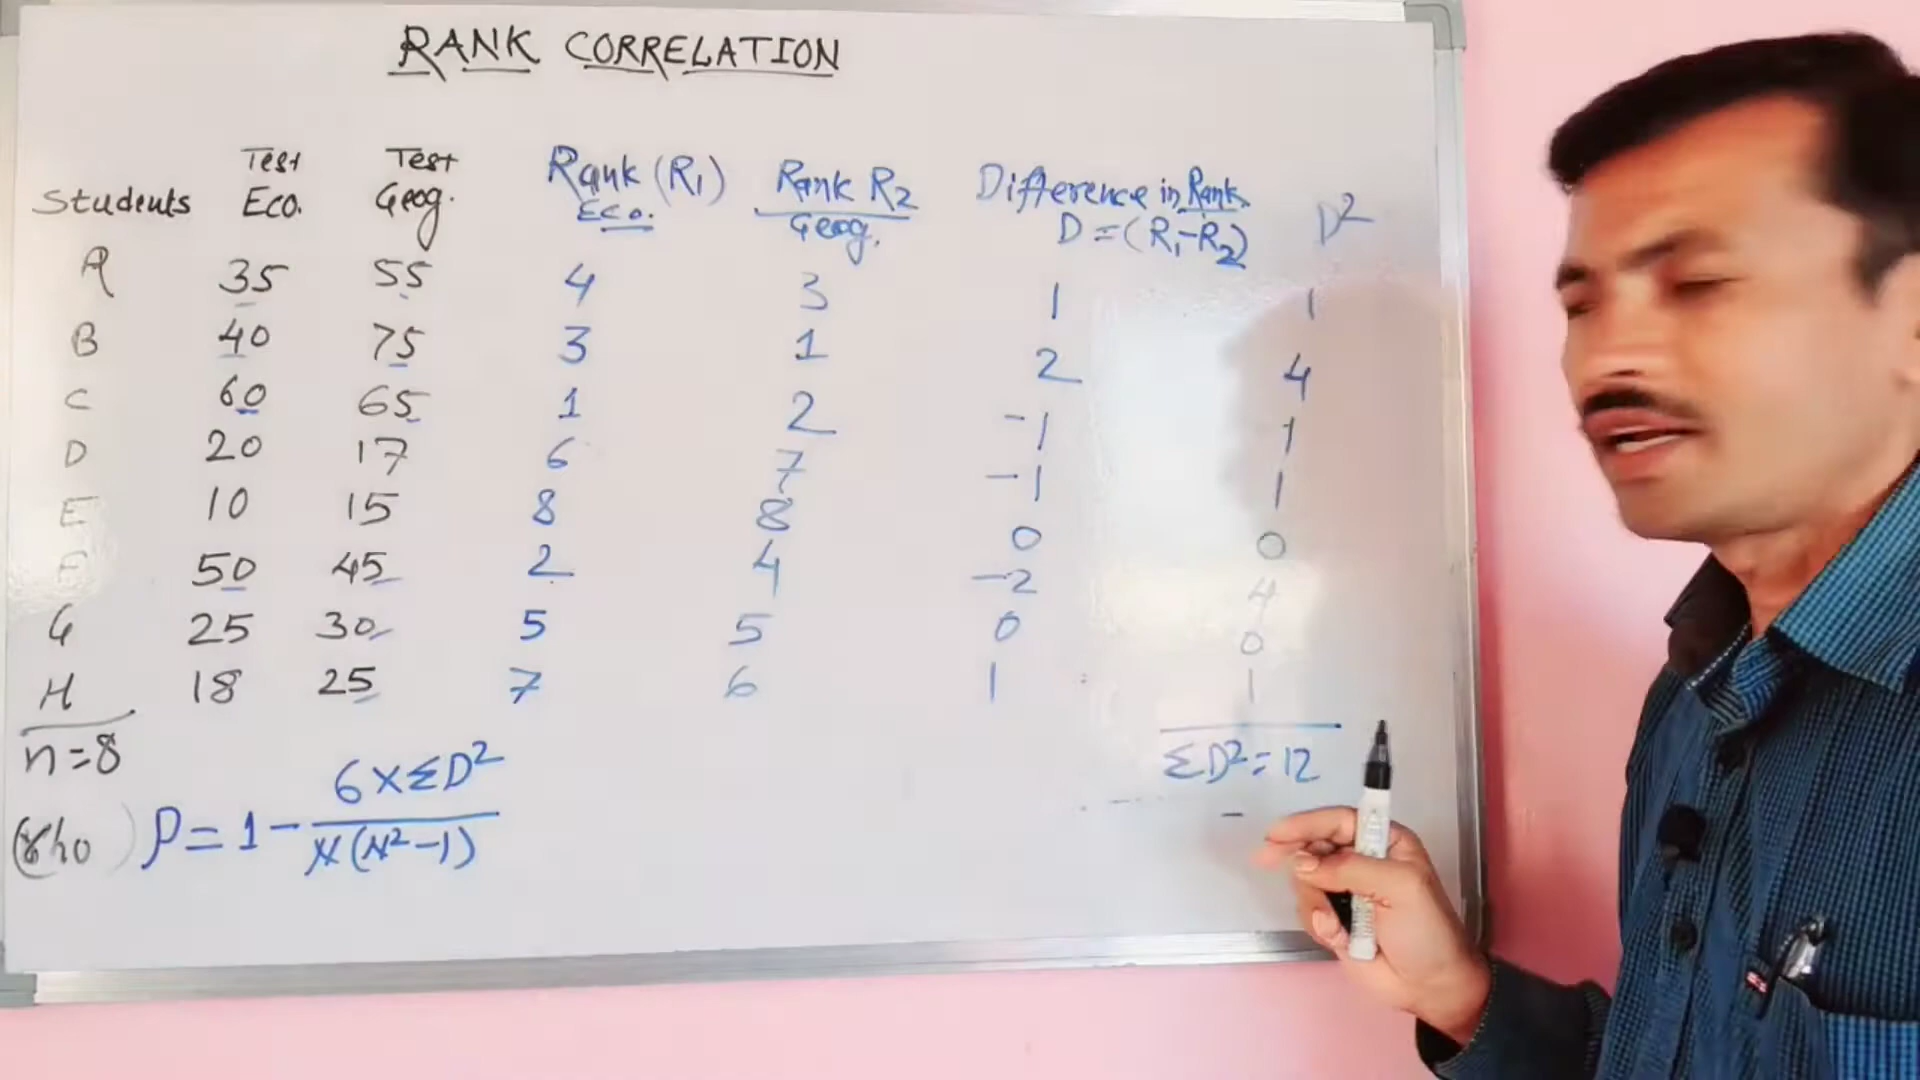 RANK CORRELATION
Students Test Eco. Test Geog. Rank (R₁) Eco. Rank R₂ Geog. Difference in Rank D = (R₁-R₂) D²
A 35 55 4 3 1 1
B 40 75 3 1 2 4
C 60 65 1 2 -1 1
D 20 17 6 7 -1 1
E 10 15 8 8 0 0
F 50 45 2 4 -2 4
G 25 30 5 5 0 0
H 18 25 7 6 1 1
n=8 ΣD²=12
(rho) ρ = 1 - 6×ΣD² / N(N²-1)